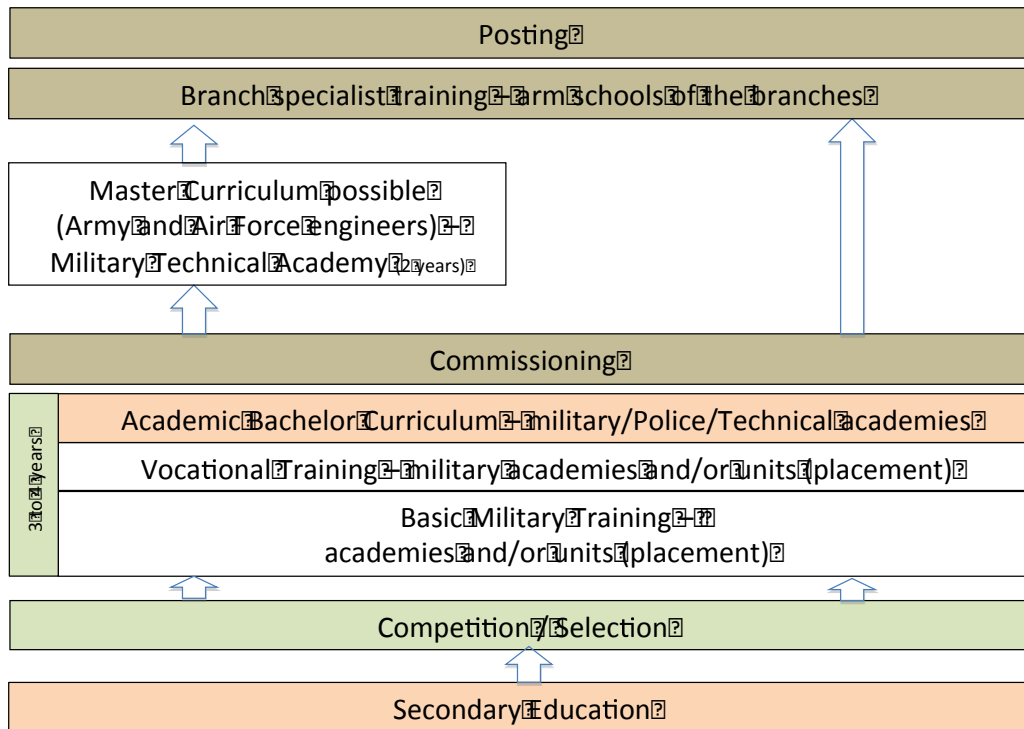 Posting
Branch specialist training – arm schools of the branches
Master Curriculum possible
(Army and Air Force engineers) –
Military Technical Academy (2 years)
Commissioning
3 to 4 years
Academic Bachelor Curriculum – military/Police/Technical academies
Vocational Training – military academies and/or units (placement)
Basic Military Training –
academies and/or units (placement)
Competition / Selection
Secondary Education